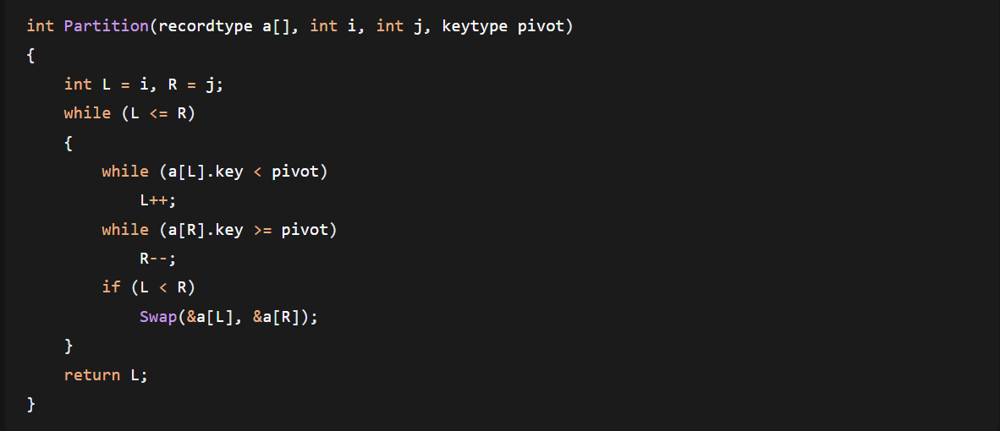 int Partition(recordtype a[], int i, int j, keytype pivot)
{
    int L = i, R = j;
    while (L <= R)
    {
        while (a[L].key < pivot)
            L++;
        while (a[R].key >= pivot)
            R--;
        if (L < R)
            Swap(&a[L], &a[R]);
    }
    return L;
}